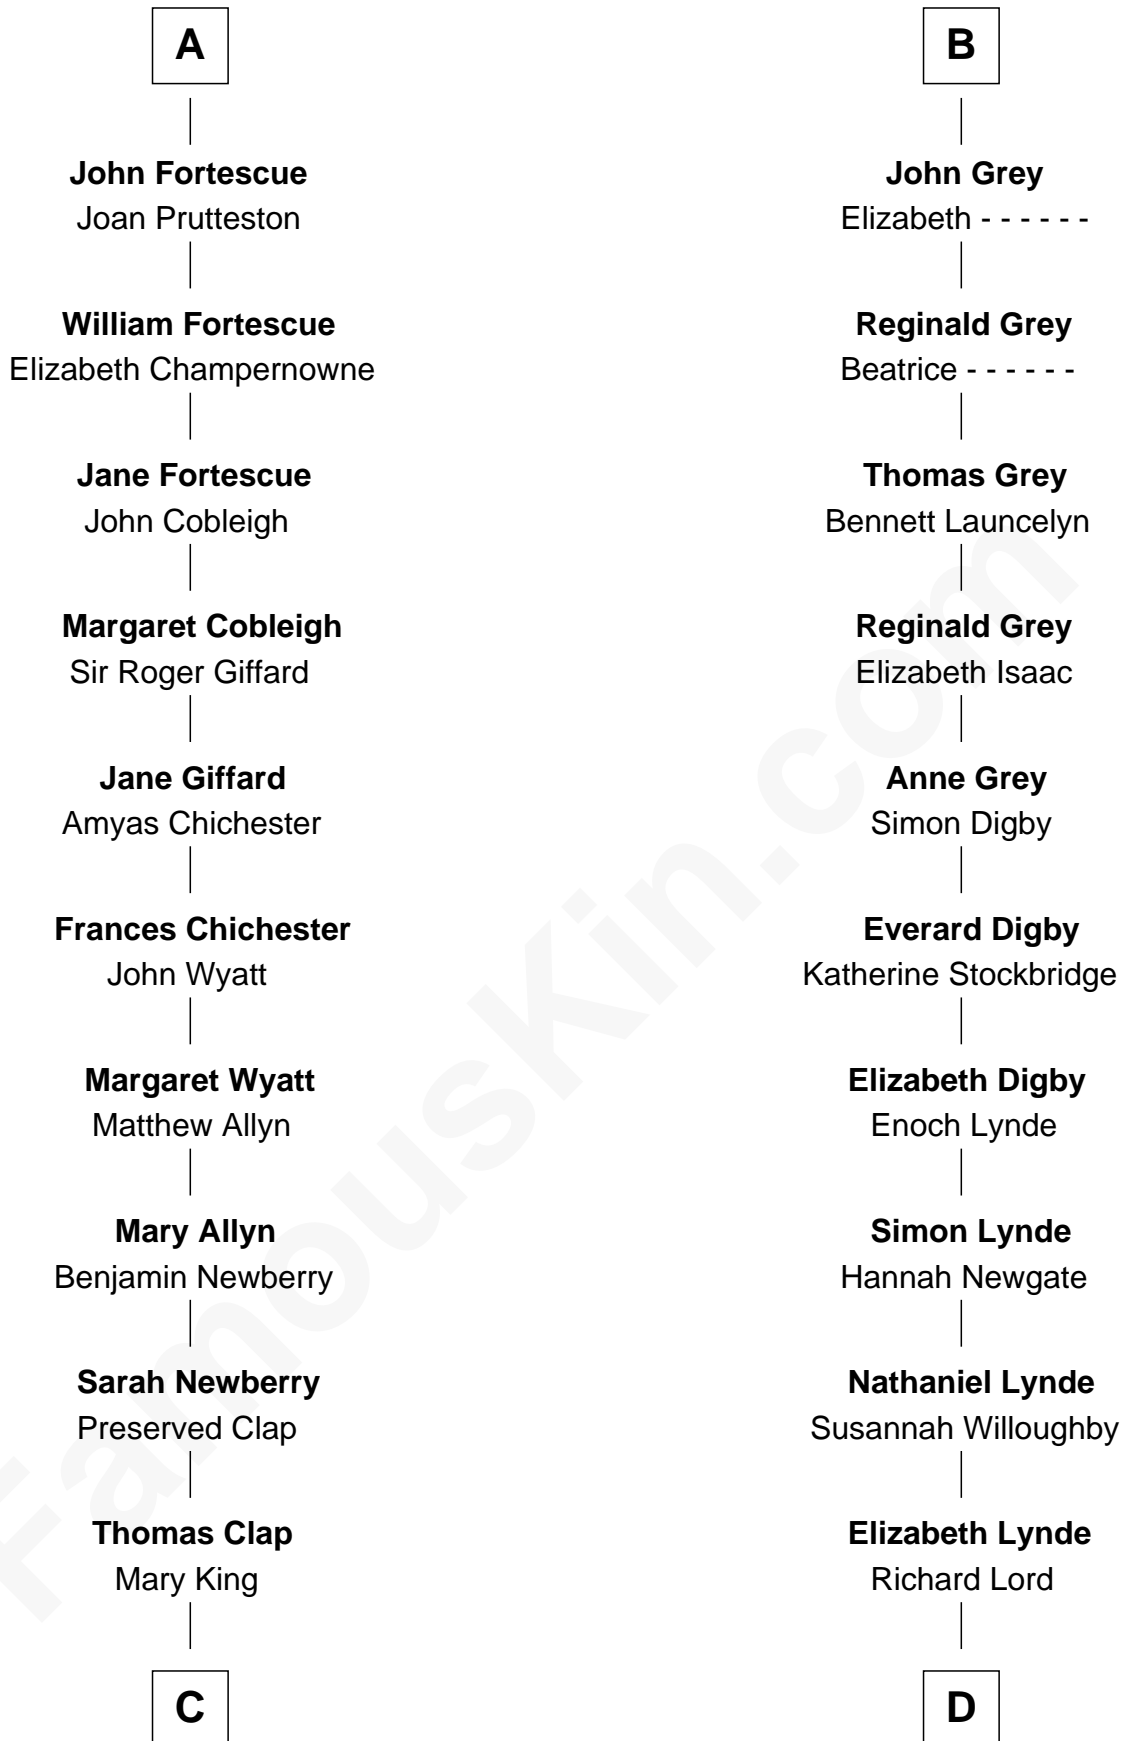 A
John Fortescue
Joan Prutteston
William Fortescue
Elizabeth Champernowne
Jane Fortescue
John Cobleigh
Margaret Cobleigh
Sir Roger Giffard
Jane Giffard
Amyas Chichester
Frances Chichester
John Wyatt
Margaret Wyatt
Matthew Allyn
Mary Allyn
Benjamin Newberry
Sarah Newberry
Preserved Clap
Thomas Clap
Mary King
C
B
John Grey
Elizabeth - - - - - -
Reginald Grey
Beatrice - - - - - -
Thomas Grey
Bennett Launcelyn
Reginald Grey
Elizabeth Isaac
Anne Grey
Simon Digby
Everard Digby
Katherine Stockbridge
Elizabeth Digby
Enoch Lynde
Simon Lynde
Hannah Newgate
Nathaniel Lynde
Susannah Willoughby
Elizabeth Lynde
Richard Lord
D
FamousKin.com